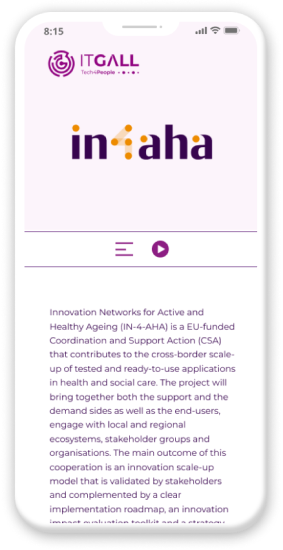 8:15
ITGALL
Tech4People
in4aha
Innovation Networks for Active and
Healthy Ageing (IN-4-AHA) is a EU-funded
Coordination and Support Action (CSA)
that contributes to the cross-border scale-
up of tested and ready-to-use applications
in health and social care. The project will
bring together both the support and the
demand sides as well as the end-users,
engage with local and regional
ecosystems, stakeholder groups and
organisations. The main outcome of this
cooperation is an innovation scale-up
model that is validated by stakeholders
and complemented by a clear
implementation roadmap, an innovation
impact evaluation toolkit and a strategy